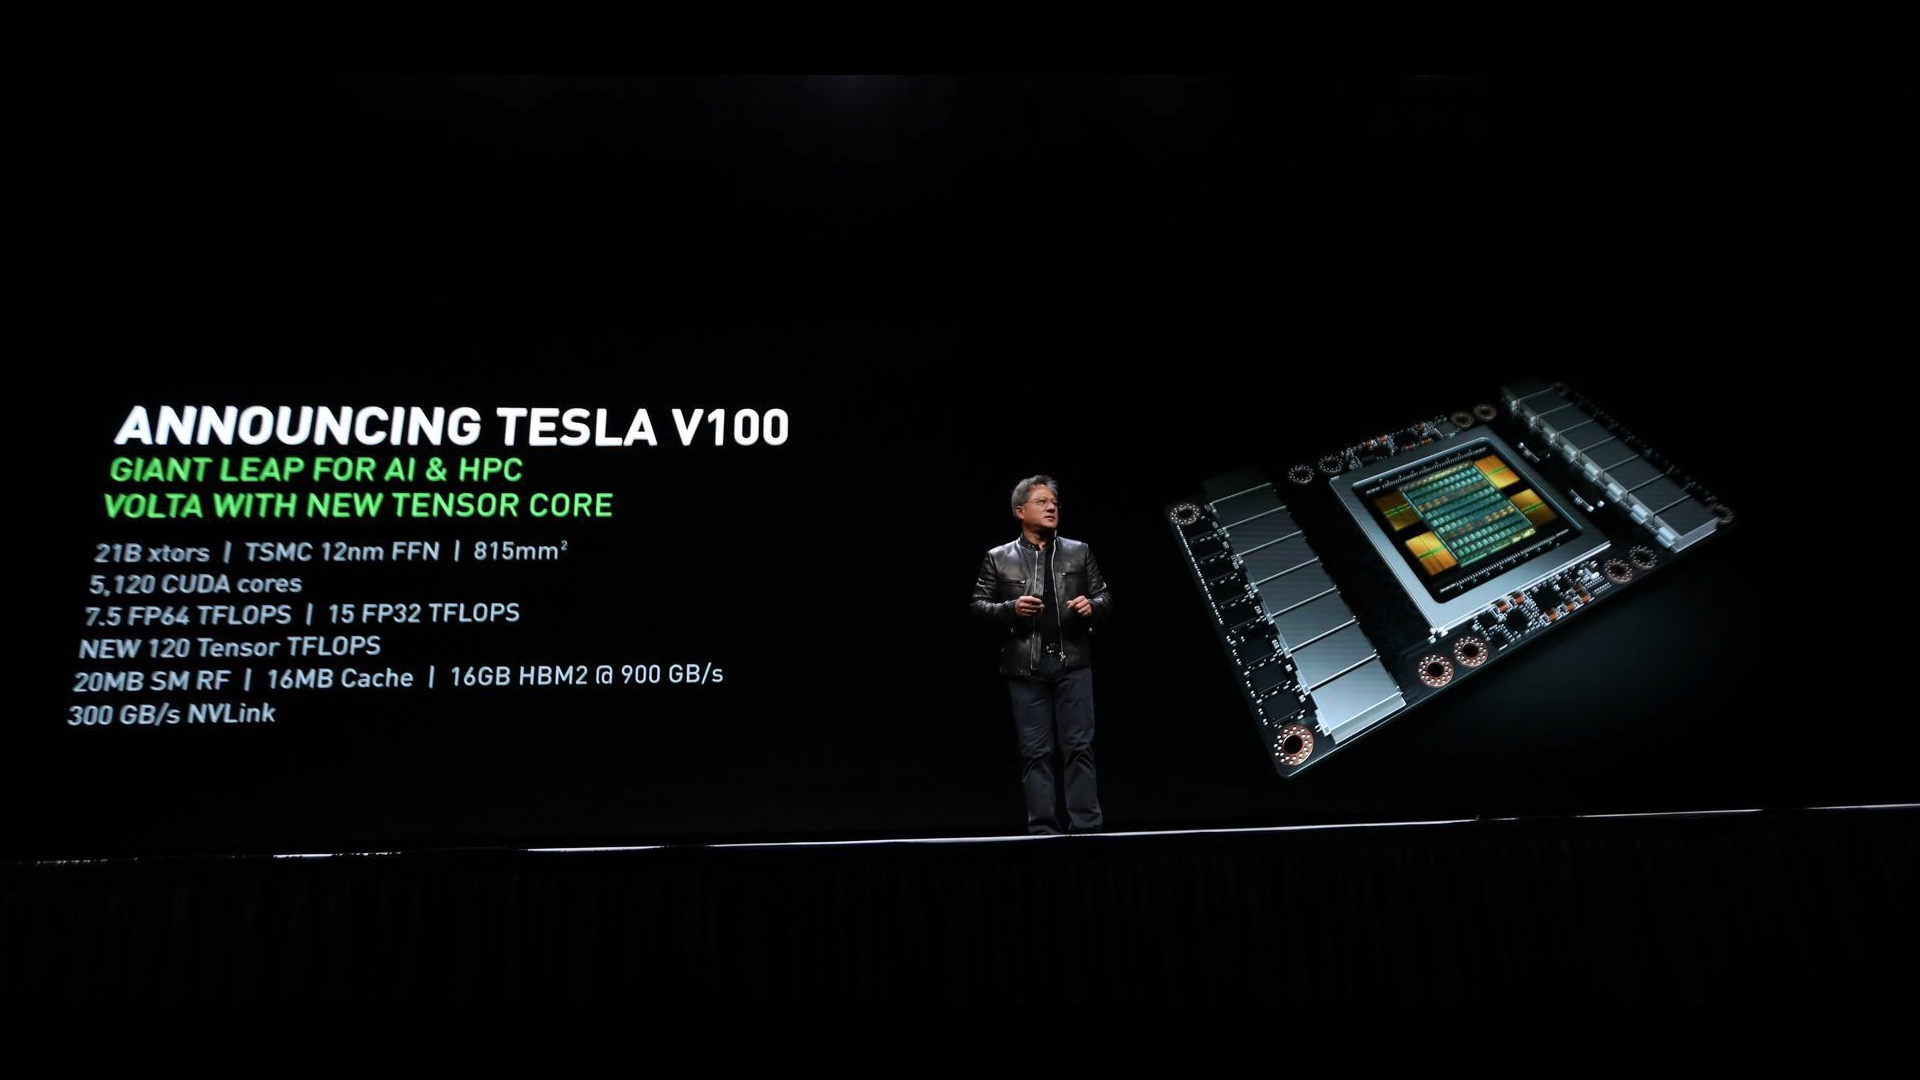 ANNOUNCING TESLA V100
GIANT LEAP FOR AI & HPC
VOLTA WITH NEW TENSOR CORE
21B xtors | TSMC 12nm FFN | 815mm²
5,120 CUDA cores
7.5 FP64 TFLOPS | 15 FP32 TFLOPS
NEW 120 Tensor TFLOPS
20MB SM RF | 16MB Cache | 16GB HBM2 @ 900 GB/s
300 GB/s NVLink